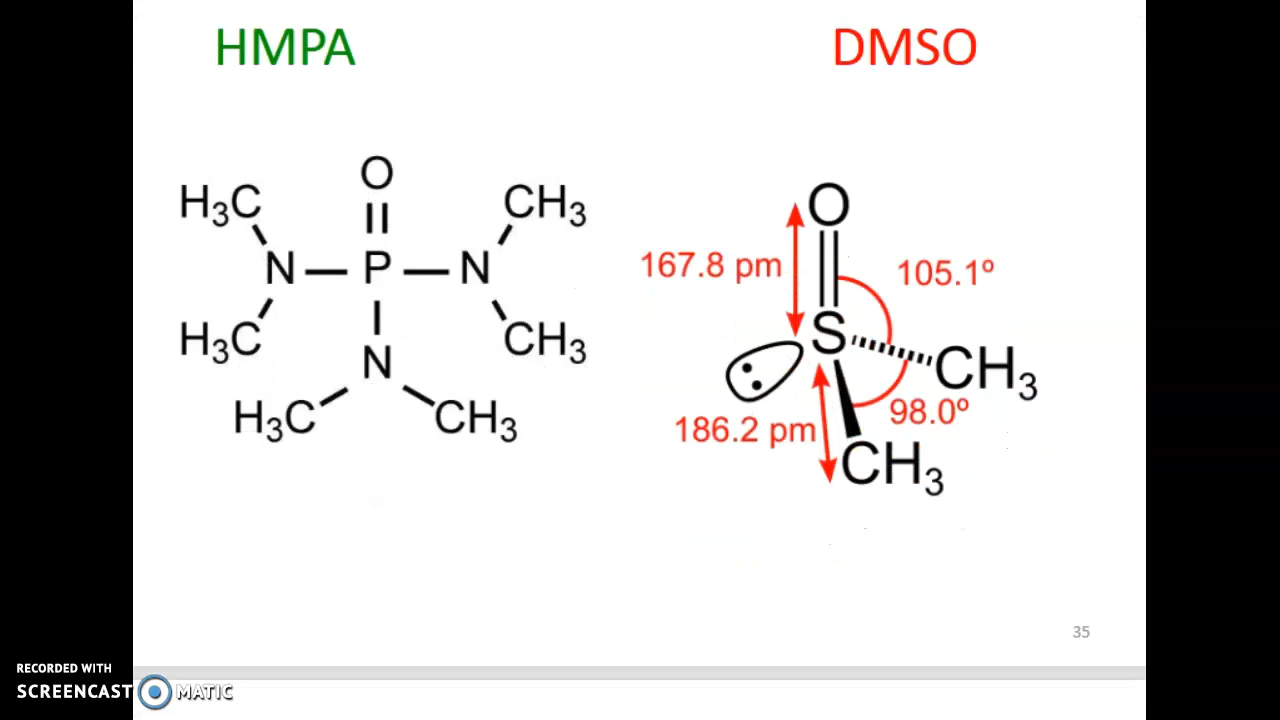 HMPA
DMSO
O
H₃C
CH₃
N
P
N
H₃C
CH₃
N
H₃C
CH₃
O
167.8 pm
105.1º
S
CH₃
98.0º
186.2 pm
CH₃
35
RECORDED WITH
SCREENCAST MATIC